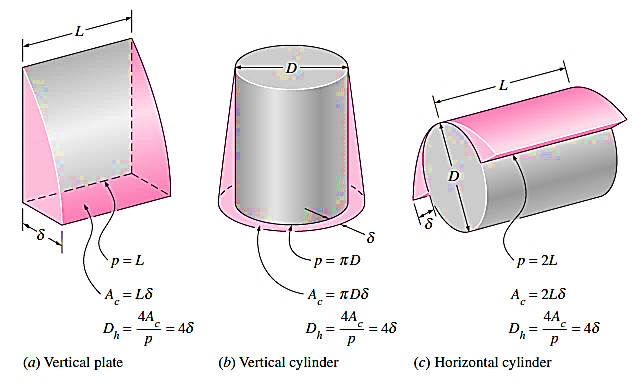 L
δ
p = L
A_c = Lδ
D_h = 4A_c / p = 4δ
(a) Vertical plate
D
δ
p = πD
A_c = πDδ
D_h = 4A_c / p = 4δ
(b) Vertical cylinder
L
D
δ
p = 2L
A_c = 2Lδ
D_h = 4A_c / p = 4δ
(c) Horizontal cylinder